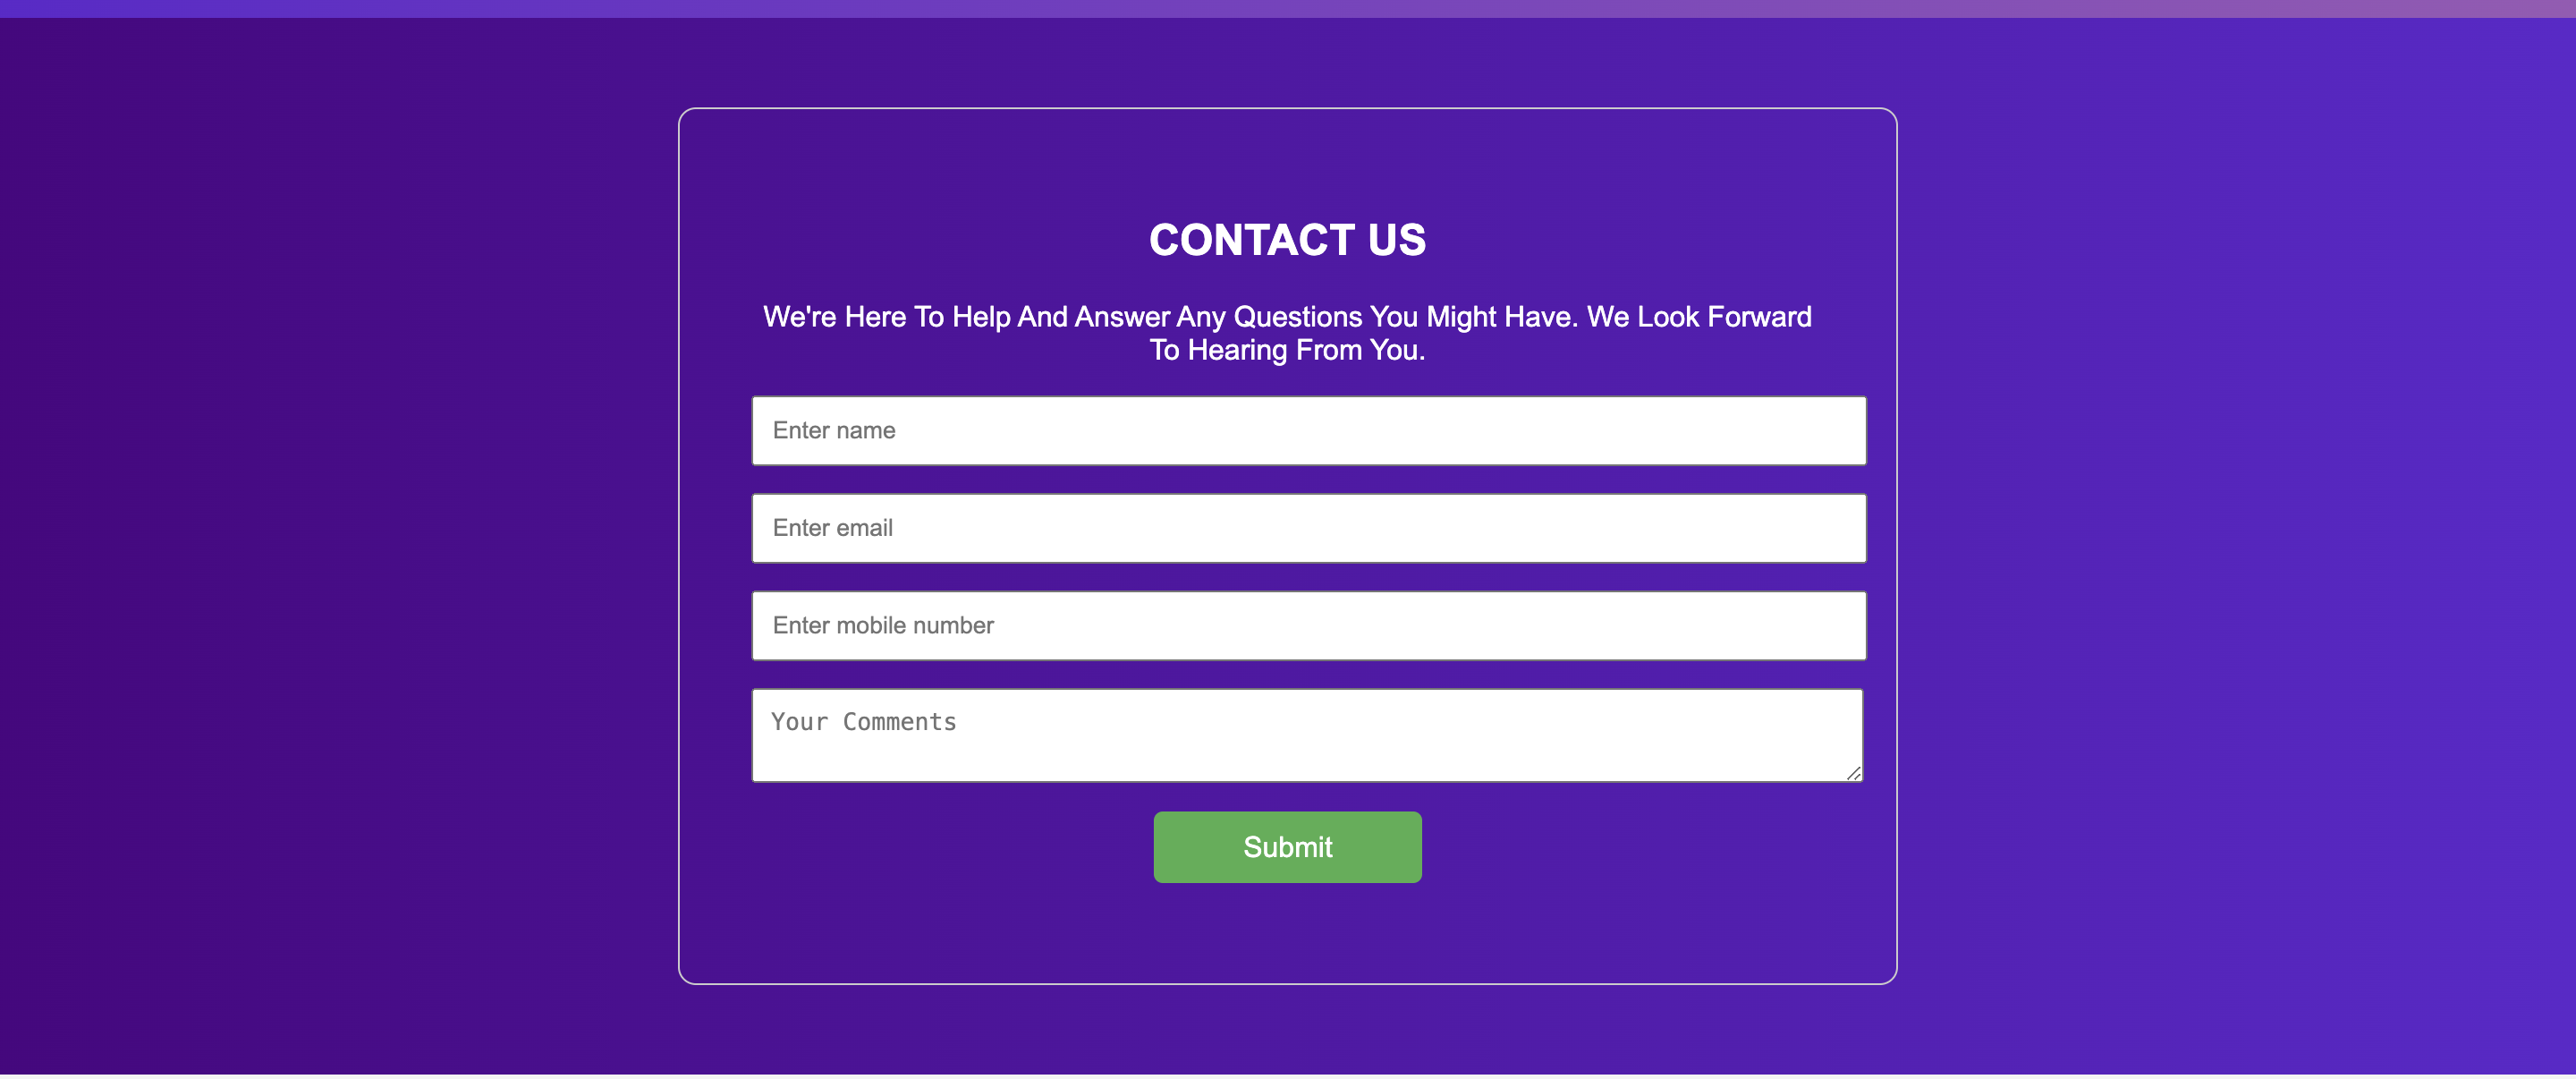 CONTACT US
We're Here To Help And Answer Any Questions You Might Have. We Look Forward
To Hearing From You.
Enter name
Enter email
Enter mobile number
Your Comments
Submit